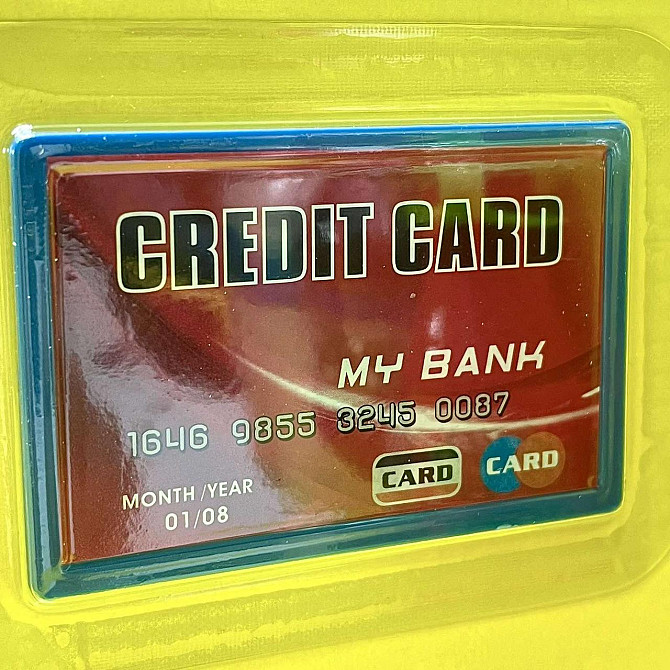 CREDIT CARD
MY BANK
1646 9855 3245 0087
CARD CARD
MONTH /YEAR
01/08